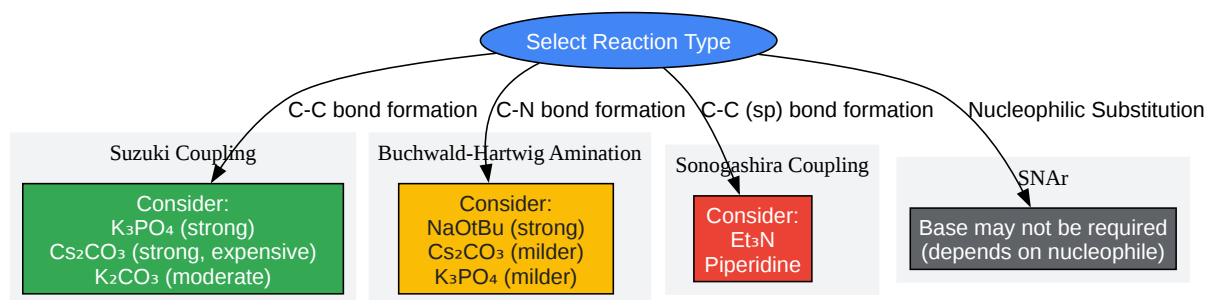 Select Reaction Type
C-C bond formation
C-N bond formation
C-C (sp) bond formation
Nucleophilic Substitution
Suzuki Coupling
Consider:
K₃PO₄ (strong)
Cs₂CO₃ (strong, expensive)
K₂CO₃ (moderate)
Buchwald-Hartwig Amination
Consider:
NaOtBu (strong)
Cs₂CO₃ (milder)
K₃PO₄ (milder)
Sonogashira Coupling
Consider:
Et₃N
Piperidine
SNAr
Base may not be required
(depends on nucleophile)